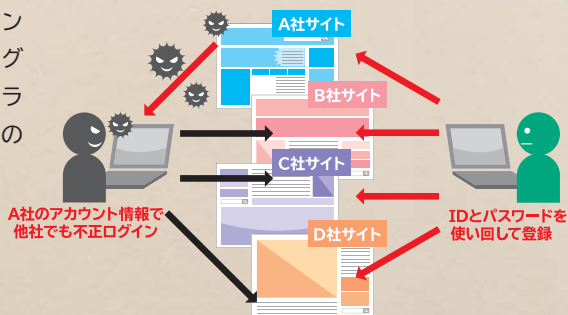 ン
グ
ラ
の
A社サイト
B社サイト
C社サイト
D社サイト
A社のアカウント情報で
他社でも不正ログイン
IDとパスワードを
使い回して登録